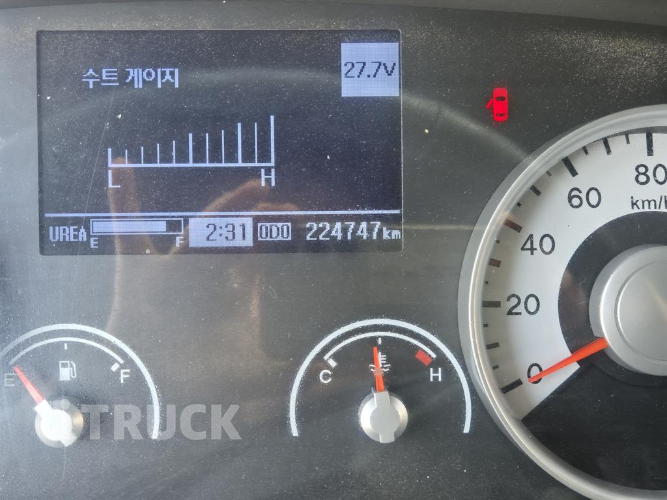 수트 게이지
27.7V
L H
UREA E F 2:31 ODO 224747km
80
60
km/h
40
20
0
E F
C H
TRUCK